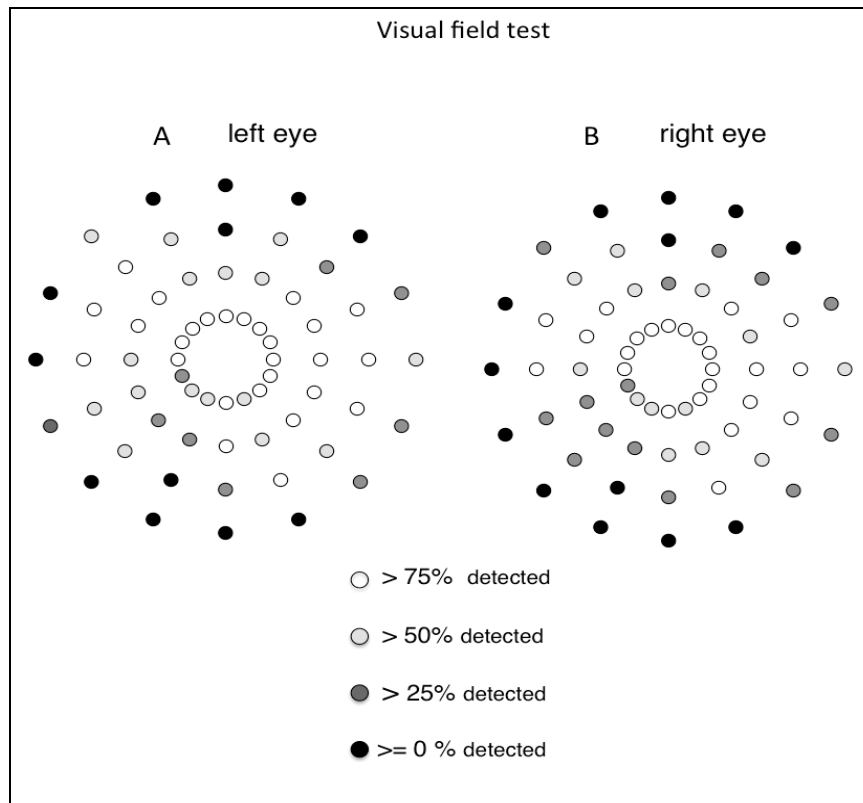 Visual field test
A left eye B right eye
> 75% detected
> 50% detected
> 25% detected
>= 0 % detected